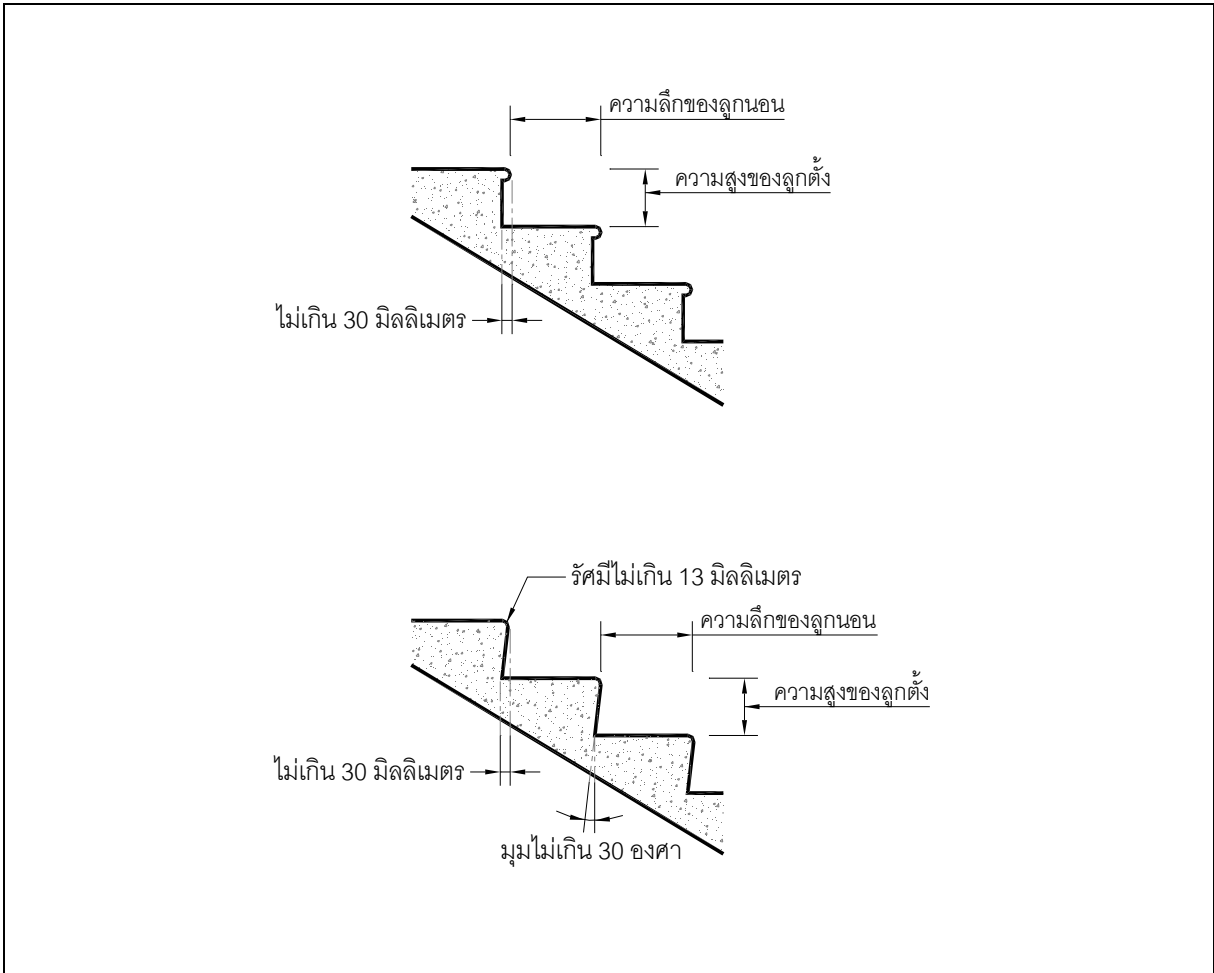 ความลึกของลูกนอน
ความสูงของลูกตั้ง
ไม่เกิน 30 มิลลิเมตร
รัศมีไม่เกิน 13 มิลลิเมตร
ความลึกของลูกนอน
ความสูงของลูกตั้ง
ไม่เกิน 30 มิลลิเมตร
มุมไม่เกิน 30 องศา